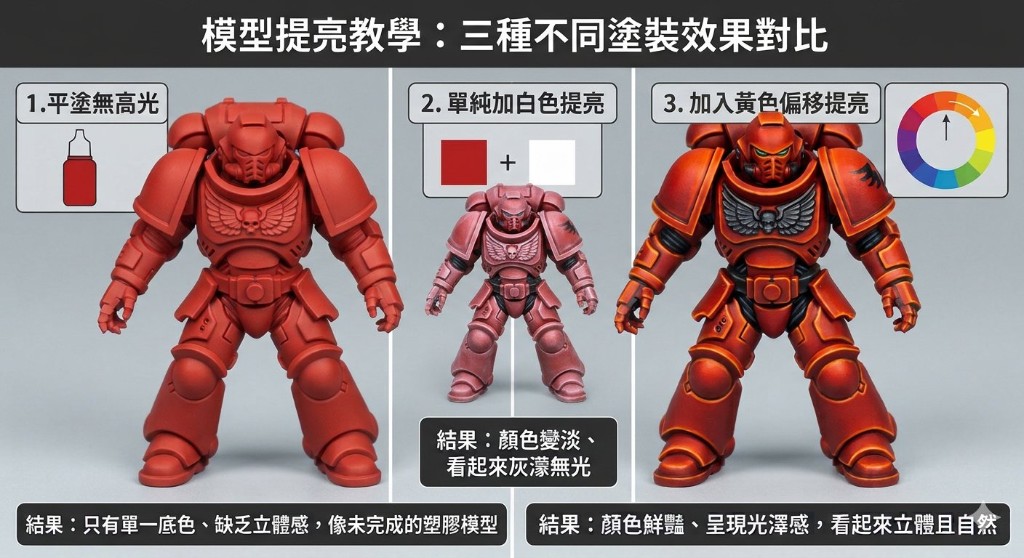 模型提亮教學：三種不同塗裝效果對比
1.平塗無高光
2. 單純加白色提亮
+
3. 加入黃色偏移提亮
結果：顏色變淡、
看起來灰濛無光
結果：只有單一底色、缺乏立體感，像未完成的塑膠模型
結果：顏色鮮豔、呈現光澤感，看起來立體且自然